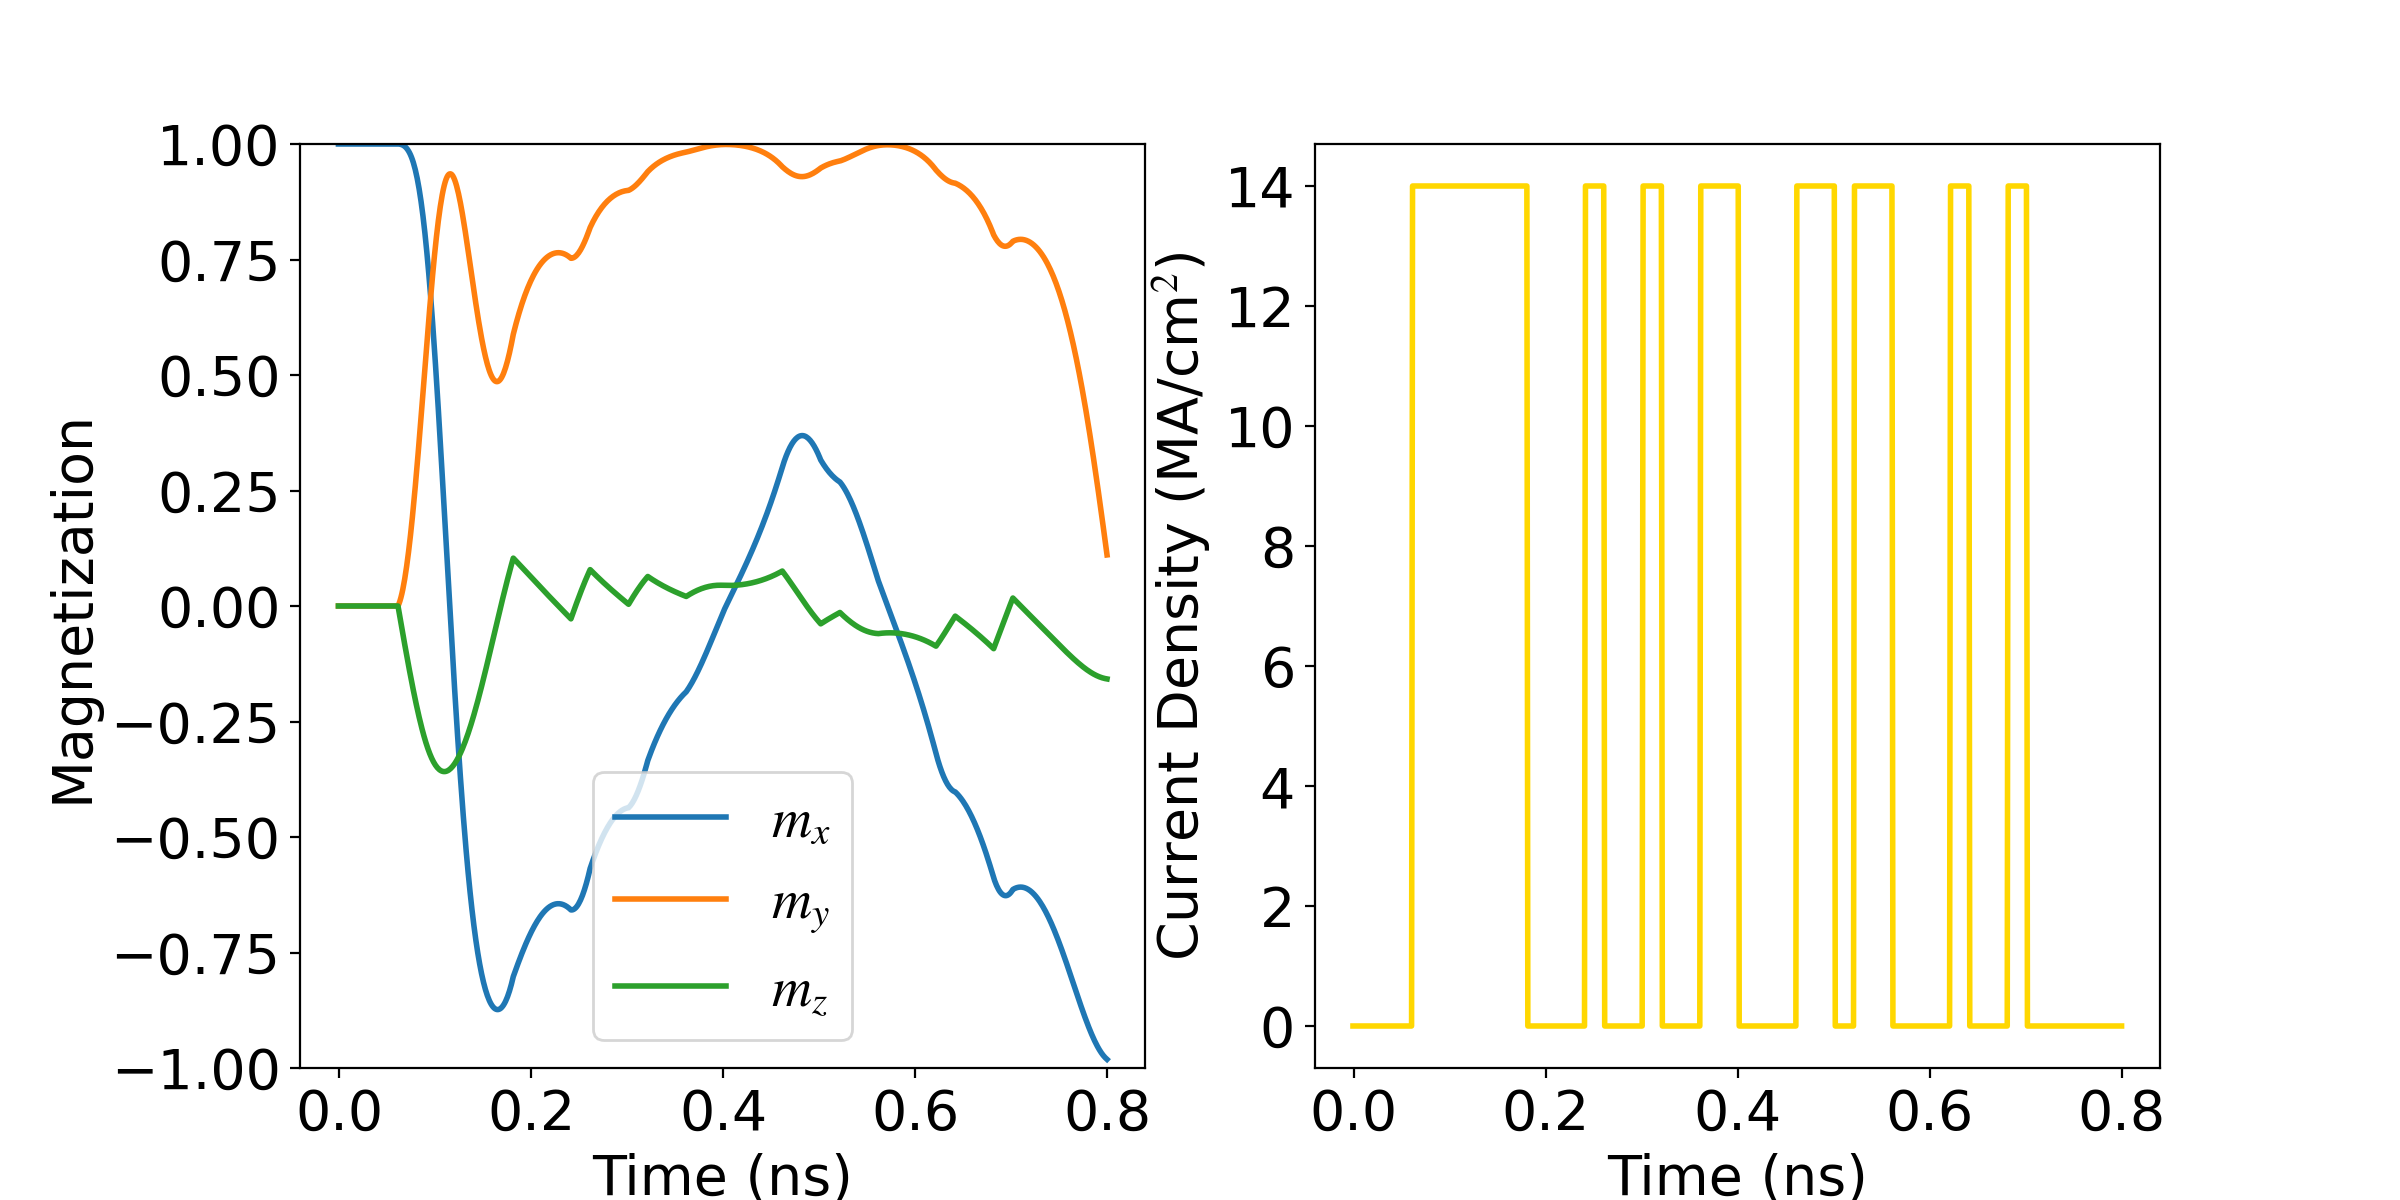 Magnetization
1.00
0.75
0.50
0.25
0.00
−0.25
−0.50
−0.75
−1.00
0.0 0.2 0.4 0.6 0.8
Time (ns)
m_x
m_y
m_z
Current Density (MA/cm²)
14
12
10
8
6
4
2
0
0.0 0.2 0.4 0.6 0.8
Time (ns)